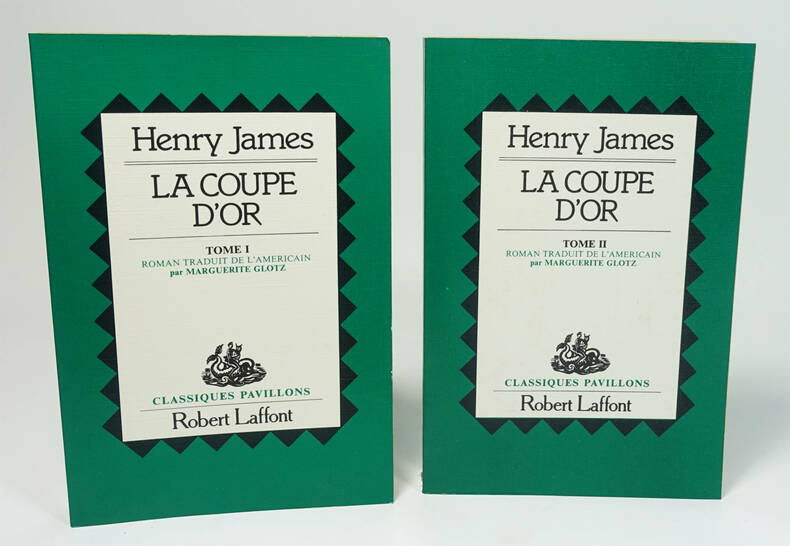 Henry James
LA COUPE
D'OR
TOME I
ROMAN TRADUIT DE L'AMERICAIN
par MARGUERITE GLOTZ
CLASSIQUES PAVILLONS
Robert Laffont
Henry James
LA COUPE
D'OR
TOME II
ROMAN TRADUIT DE L'AMERICAIN
par MARGUERITE GLOTZ
CLASSIQUES PAVILLONS
Robert Laffont